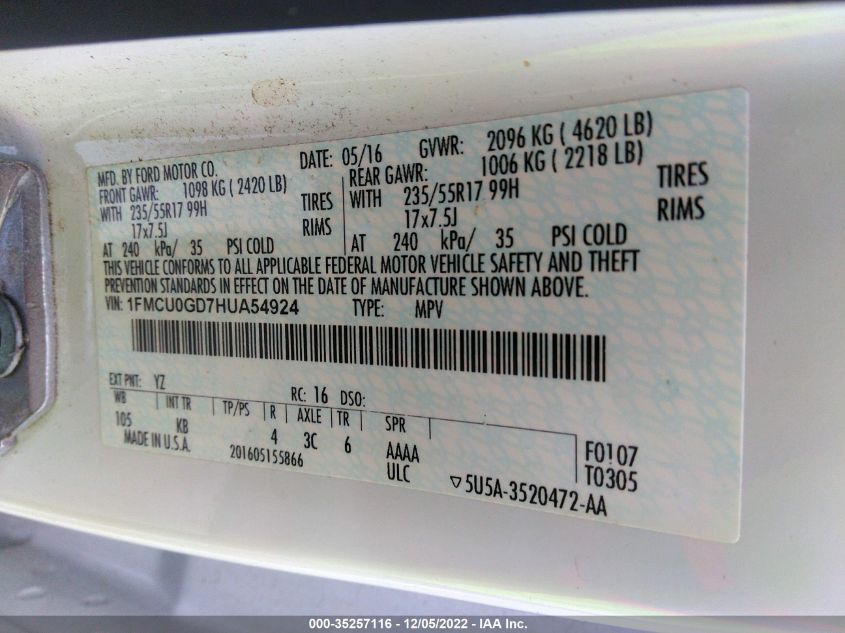 MFD. BY FORD MOTOR CO.
DATE: 05/16 GVWR: 2096 KG ( 4620 LB)
FRONT GAWR: 1098 KG ( 2420 LB)
REAR GAWR: 1006 KG ( 2218 LB)
WITH 235/55R17 99H TIRES
WITH 235/55R17 99H TIRES
17x7.5J RIMS
17x7.5J RIMS
AT 240 kPa/ 35 PSI COLD
AT 240 kPa/ 35 PSI COLD
THIS VEHICLE CONFORMS TO ALL APPLICABLE FEDERAL MOTOR VEHICLE SAFETY AND THEFT
PREVENTION STANDARDS IN EFFECT ON THE DATE OF MANUFACTURE SHOWN ABOVE.
VIN: 1FMCU0GD7HUA54924 TYPE: MPV
EXT PNT: YZ RC: 16 DSO:
WB INT TR TP/PS R AXLE TR SPR
105 KB 4 3C 6 AAAA
F0107
MADE IN U.S.A. 201605155866 ULC
T0305
▽5U5A-3520472-AA
000-35257116 - 12/05/2022 - IAA Inc.